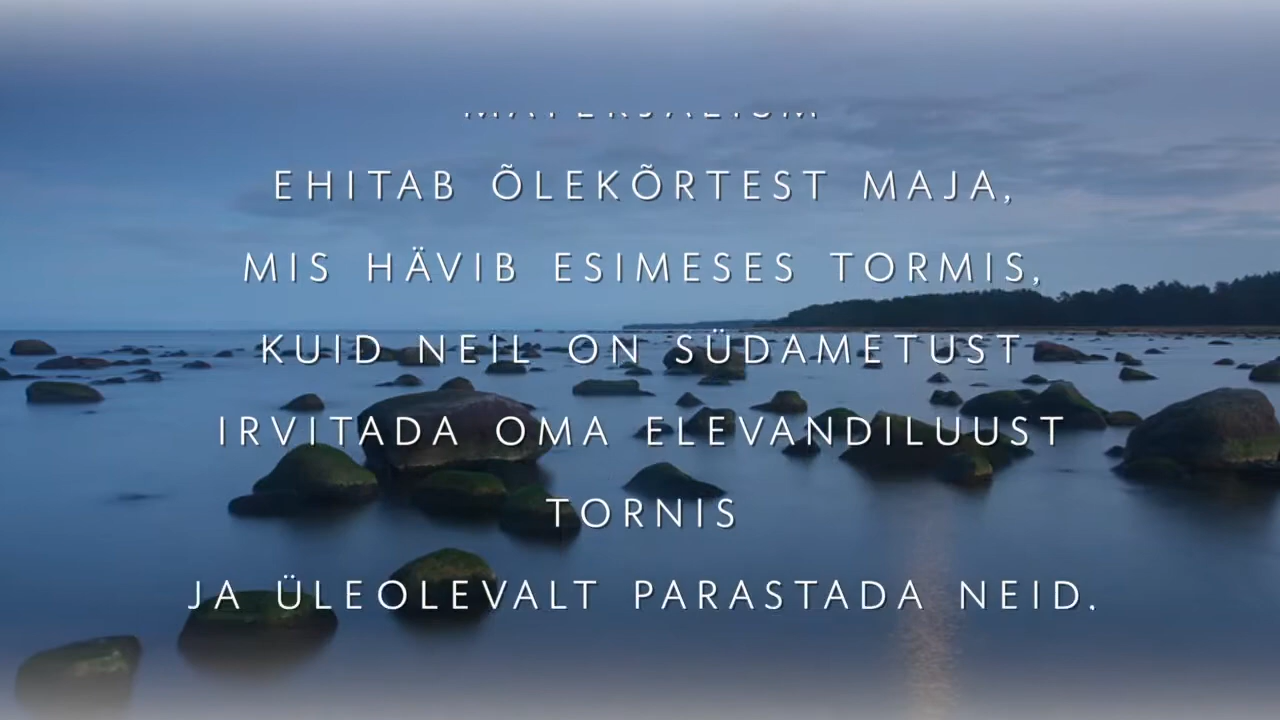 EHITAB ÕLEKÕRTEST MAJA,
MIS HÄVIB ESIMESES TORMIS,
KUID NEIL ON SÜDAMETUST
IRVITADA OMA ELEVANDILUUST
TORNIS
JA ÜLEOLEVALT PARASTADA NEID.